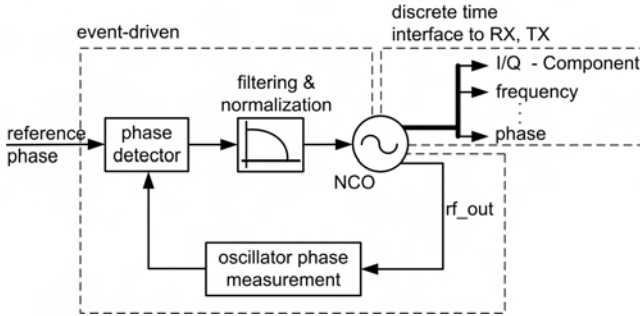 discrete time
event-driven
interface to RX, TX
I/Q - Component
filtering &
normalization
frequency
reference
phase
phase
detector
phase
NCO
rf_out
oscillator phase
measurement